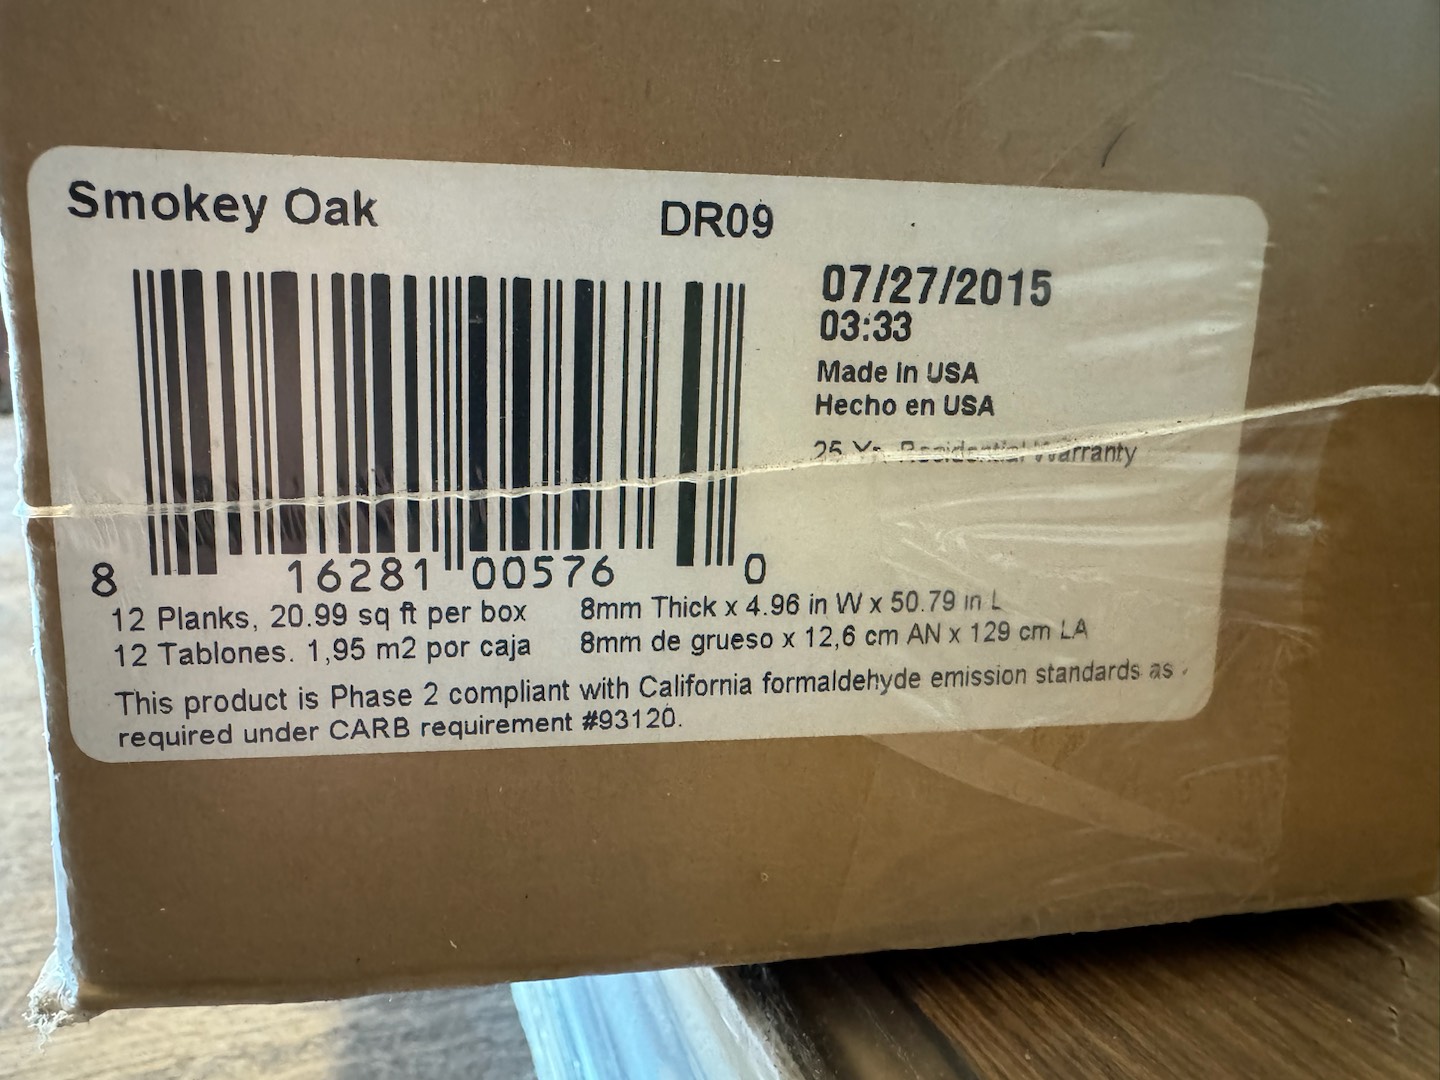 Smokey Oak DR09
07/27/2015
03:33
Made In USA
Hecho en USA
25 Yr. Residential Warranty
8 16281 00576 0
12 Planks, 20.99 sq ft per box 8mm Thick x 4.96 in W x 50.79 in L
12 Tablones. 1,95 m2 por caja 8mm de grueso x 12,6 cm AN x 129 cm LA
This product is Phase 2 compliant with California formaldehyde emission standards as
required under CARB requirement #93120.